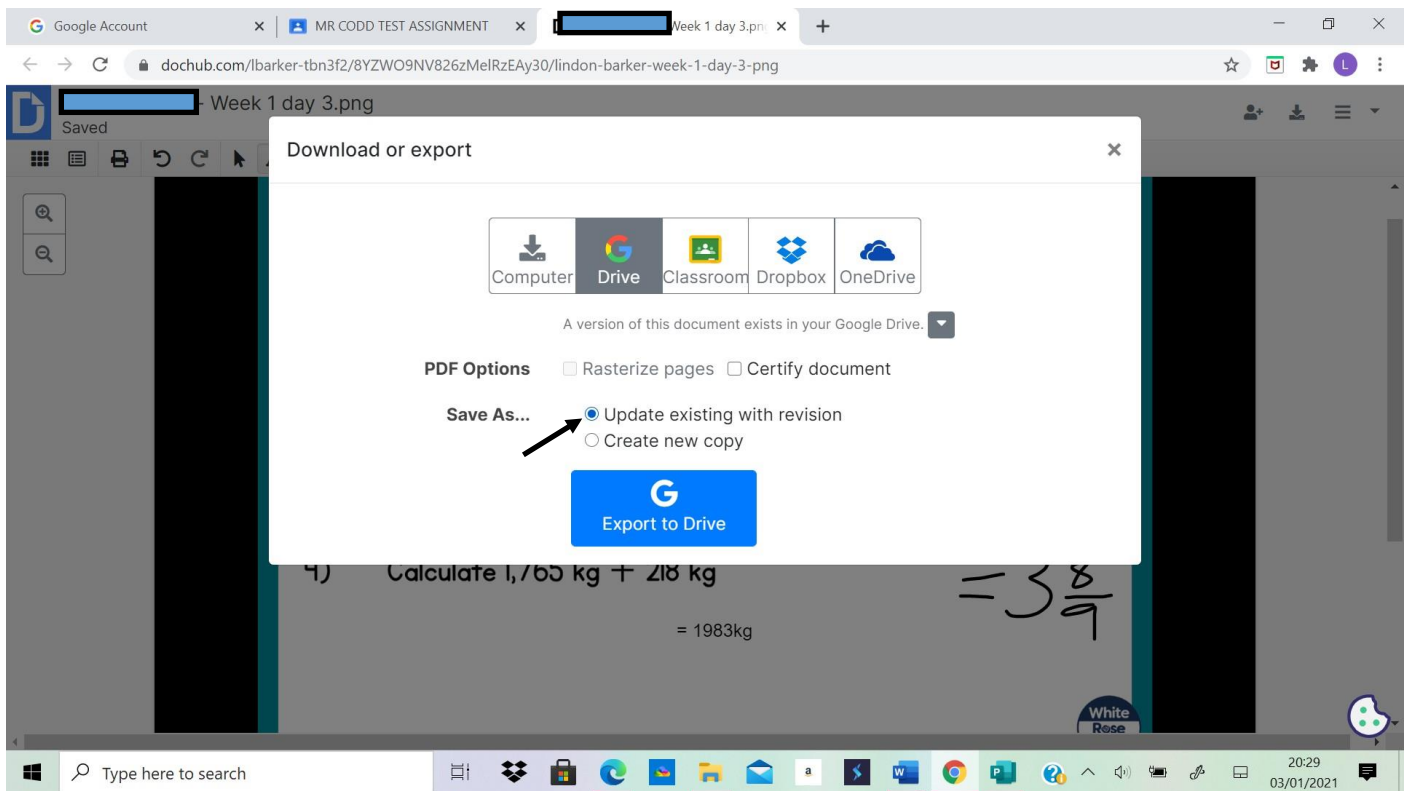 Google Account
MR CODD TEST ASSIGNMENT
Week 1 day 3.pn
dochub.com/lbarker-tbn3f2/8YZWO9NV826zMelRzEAy30/lindon-barker-week-1-day-3-png
L
- Week 1 day 3.png
Saved
Download or export
Computer Drive Classroom Dropbox OneDrive
A version of this document exists in your Google Drive.
PDF Options Rasterize pages Certify document
Save As... Update existing with revision
Create new copy
Export to Drive
4) Calculate 1,765 kg + 218 kg
= 3 8/9
= 1983kg
White
Rose
Type here to search
20:29
03/01/2021